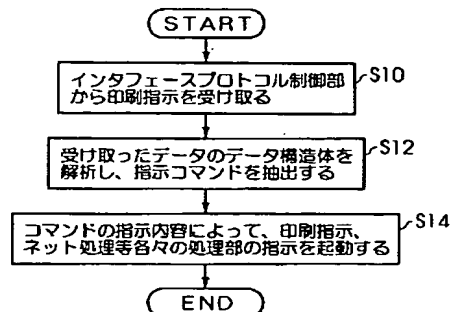 START
インタフェースプロトコル制御部
から印刷指示を受け取る
S10
受け取ったデータのデータ構造体を
解析し、指示コマンドを抽出する
S12
コマンドの指示内容によって、印刷指示、
ネット処理等各々の処理部の指示を起動する
S14
END